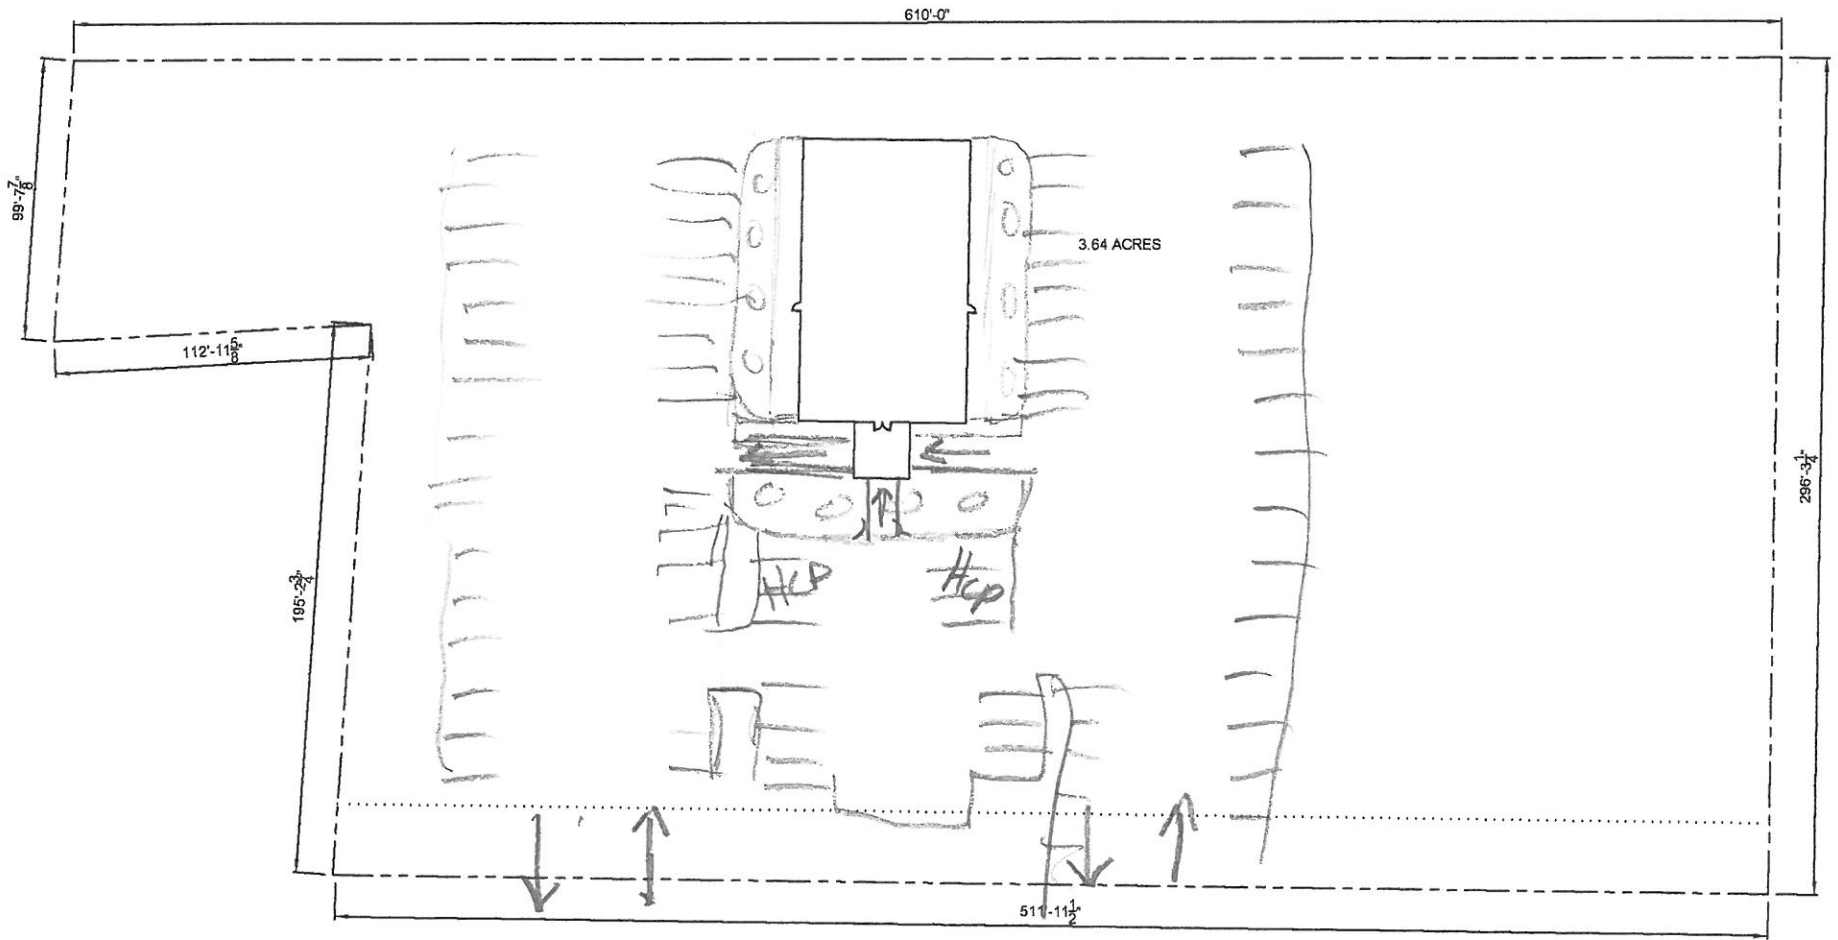 610'-0"
99'-7 7/8"
3.64 ACRES
112'-11 5/8"
296'-3 1/4"
195'-2 3/4"
HCP
HCP
511'-11 1/2"